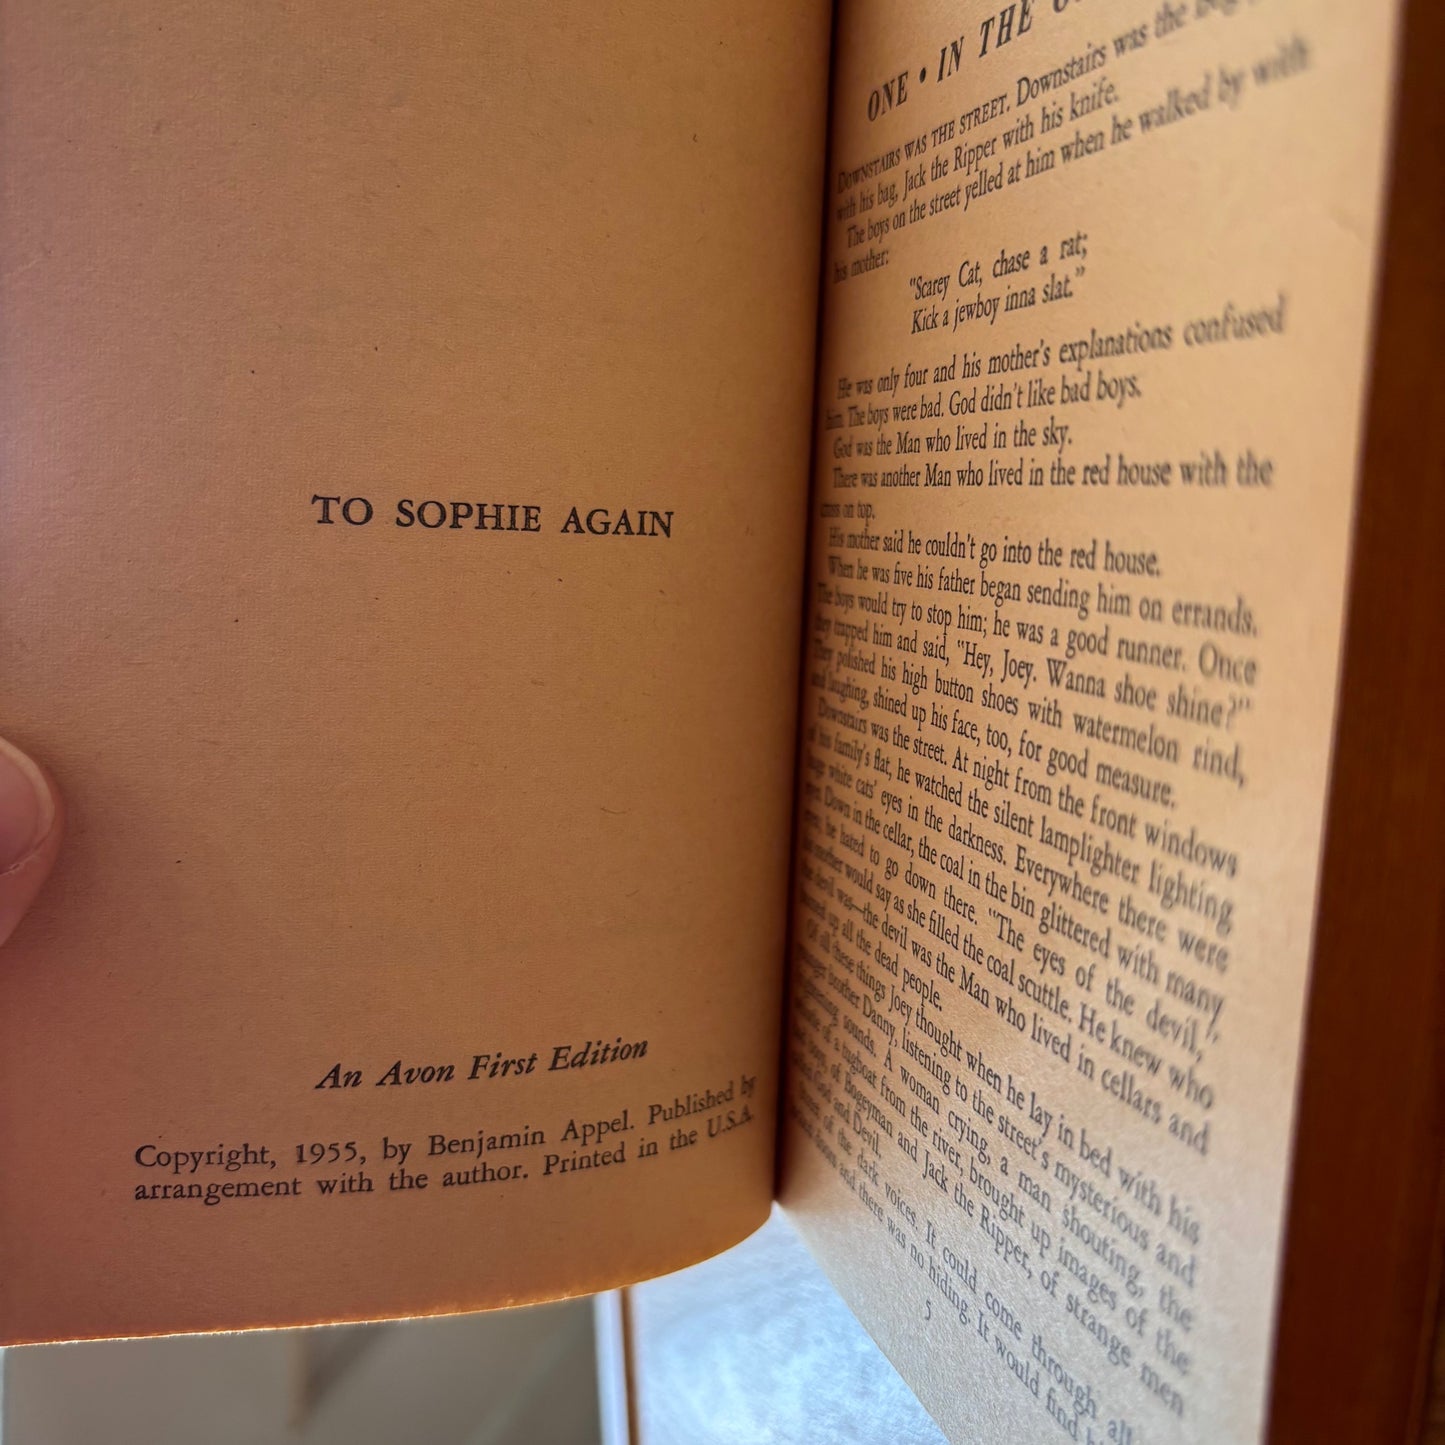 TO SOPHIE AGAIN
An Avon First Edition
Copyright, 1955, by Benjamin Appel. Published by
arrangement with the author. Printed in the U.S.A.
ONE • IN THE
DOWNSTAIRS WAS THE STREET. Downstairs was the
with his bag, Jack the Ripper with his knife.
The boys on the street yelled at him when he walked by with
his mother:
"Scarey Cat, chase a rat;
Kick a jewboy inna slat."
He was only four and his mother's explanations confused
him. The boys were bad. God didn't like bad boys.
God was the Man who lived in the sky.
There was another Man who lived in the red house with the
cross on top.
His mother said he couldn't go into the red house.
When he was five his father began sending him on errands.
The boys would try to stop him; he was a good runner. Once
they trapped him and said, "Hey, Joey. Wanna shoe shine?"
They polished his high button shoes with watermelon rind,
and laughing, shined up his face, too, for good measure.
Downstairs was the street. At night from the front windows
of his family's flat, he watched the silent lamplighter lighting
huge white cats' eyes in the darkness. Everywhere there were
eyes. Down in the cellar, the coal in the bin glittered with many
eyes, he hated to go down there. "The eyes of the devil,"
his mother would say as she filled the coal scuttle. He knew who
the devil was—the devil was the Man who lived in cellars and
burned up all the dead people.
Of all these things Joey thought when he lay in bed with his
younger brother Danny, listening to the street's mysterious and
frightening sounds. A woman crying, a man shouting, the
of a tugboat from the river, brought up images of the
of Bogeyman and Jack the Ripper, of strange men
called God and Devil.
of the dark voices. It could come through all
and there was no hiding. It would find
5